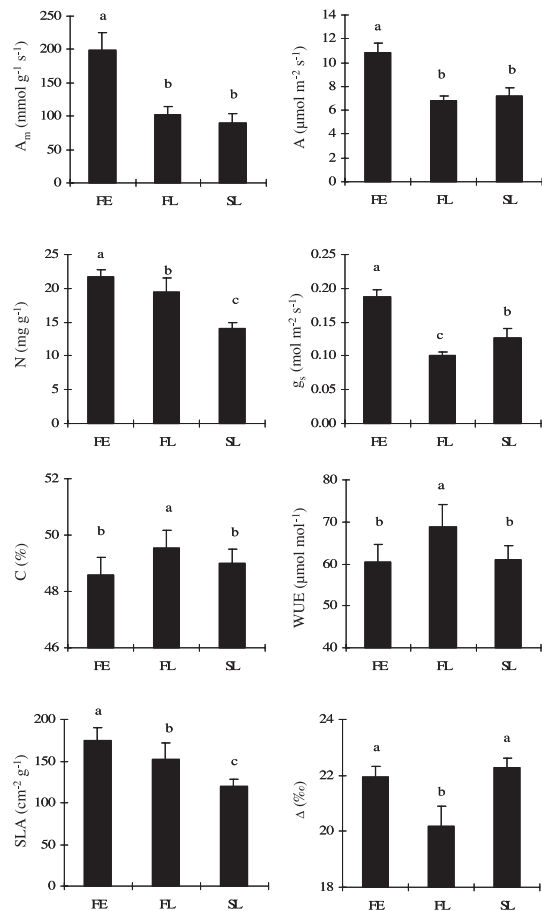 A_m (mmol g⁻¹ s⁻¹)
250
200
150
100
50
0
a
b
b
FE FL SL
A (μmol m⁻² s⁻¹)
14
12
10
8
6
4
2
0
a
b
b
FE FL SL
N (mg g⁻¹)
25
20
15
10
5
0
a
b
c
FE FL SL
g_s (mol m⁻² s⁻¹)
0.25
0.20
0.15
0.10
0.05
0.00
a
c
b
FE FL SL
C (%)
52
50
48
46
b
a
b
FE FL SL
WUE (μmol mol⁻¹)
80
70
60
50
40
b
a
b
FE FL SL
SLA (cm⁻² g⁻¹)
200
150
100
50
0
a
b
c
FE FL SL
Δ (‰)
24
22
20
18
a
b
a
FE FL SL